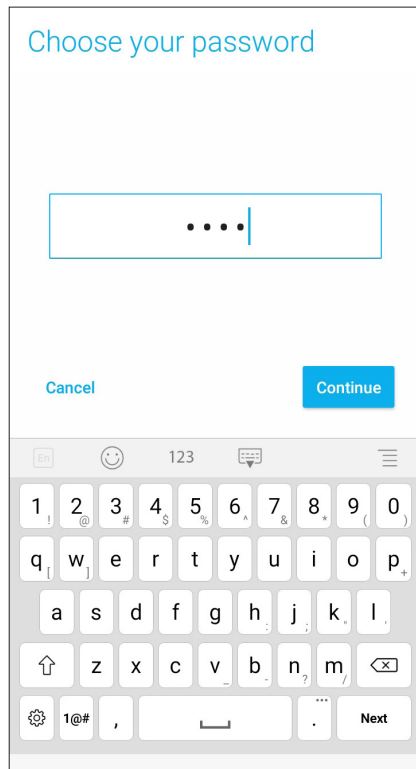 Choose your password
••••
Cancel
Continue
En
123
1 ! 2 @ 3 # 4 $ 5 % 6 ^ 7 & 8 * 9 ( 0 )
q [ w ] e r t y u i o p +
a s d f g h : j ; k " l '
z x c v _ b - n ? m /
1@# , . Next